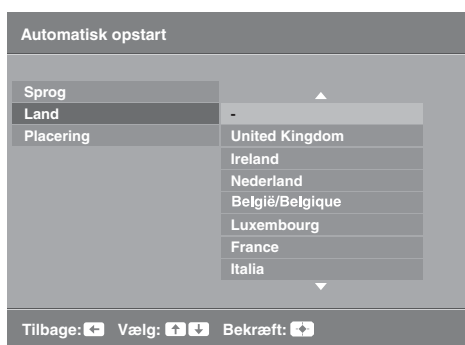 Automatisk opstart
Sprog
Land
-
Placering
United Kingdom
Ireland
Nederland
België/Belgique
Luxembourg
France
Italia
Tilbage: Vælg: Bekræft: